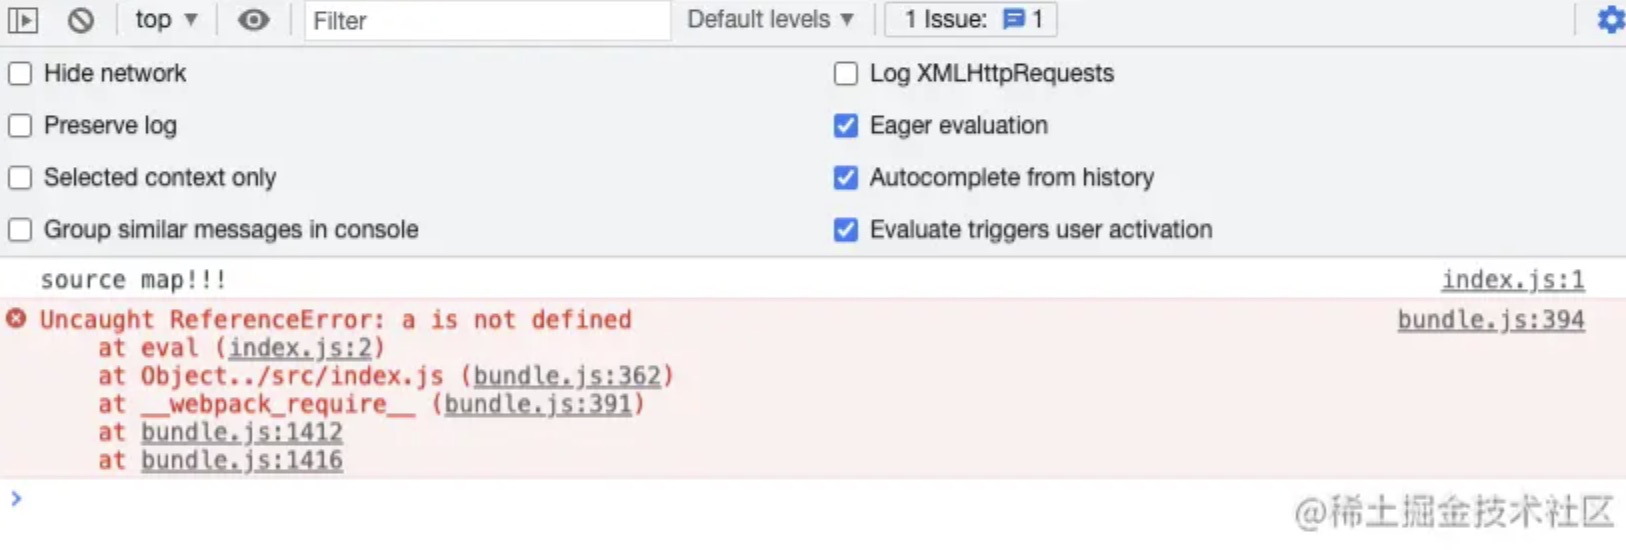 top ▼ Filter Default levels ▼ 1 Issue: 1
Hide network
Log XMLHttpRequests
Preserve log
Eager evaluation
Selected context only
Autocomplete from history
Group similar messages in console
Evaluate triggers user activation
source map!!! index.js:1
Uncaught ReferenceError: a is not defined bundle.js:394
at eval (index.js:2)
at Object../src/index.js (bundle.js:362)
at __webpack_require__ (bundle.js:391)
at bundle.js:1412
at bundle.js:1416
@稀土掘金技术社区